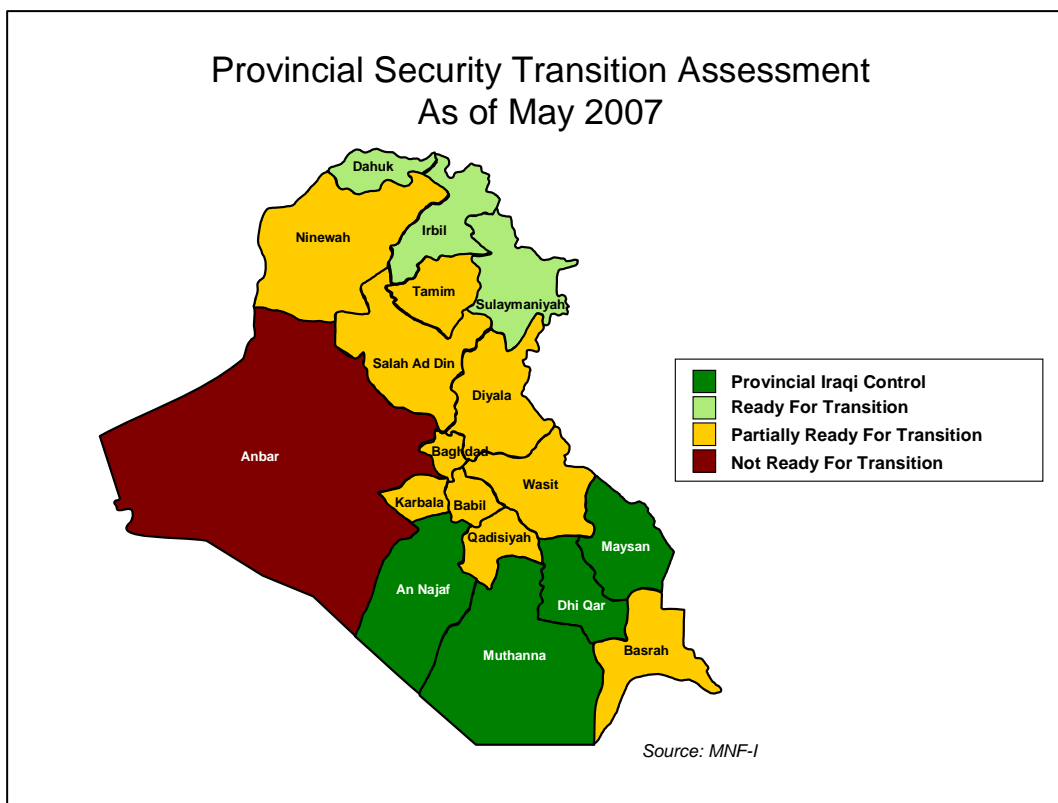 Provincial Security Transition Assessment
As of May 2007
Dahuk
Irbil
Ninewah
Tamim
Sulaymaniyah
Salah Ad Din
Diyala
Baghdad
Anbar
Wasit
Karbala
Babil
Qadisiyah
Maysan
An Najaf
Dhi Qar
Muthanna
Basrah
Provincial Iraqi Control
Ready For Transition
Partially Ready For Transition
Not Ready For Transition
Source: MNF-I